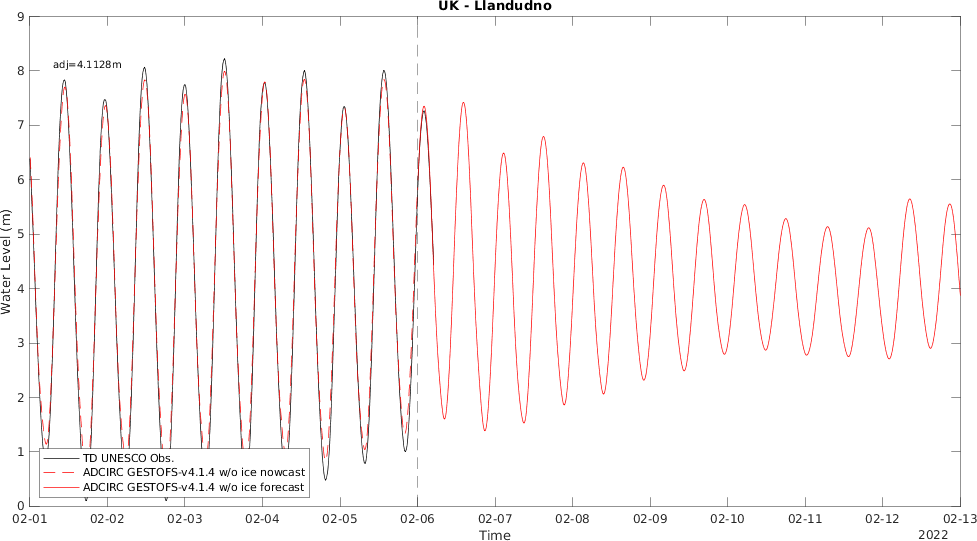 UK - Llandudno
9
adj=4.1128m
8
7
6
5
4
3
2
1
0
Water Level (m)
TD UNESCO Obs.
ADCIRC GESTOFS-v4.1.4 w/o ice nowcast
ADCIRC GESTOFS-v4.1.4 w/o ice forecast
02-01 02-02 02-03 02-04 02-05 02-06 02-07 02-08 02-09 02-10 02-11 02-12 02-13
Time
2022